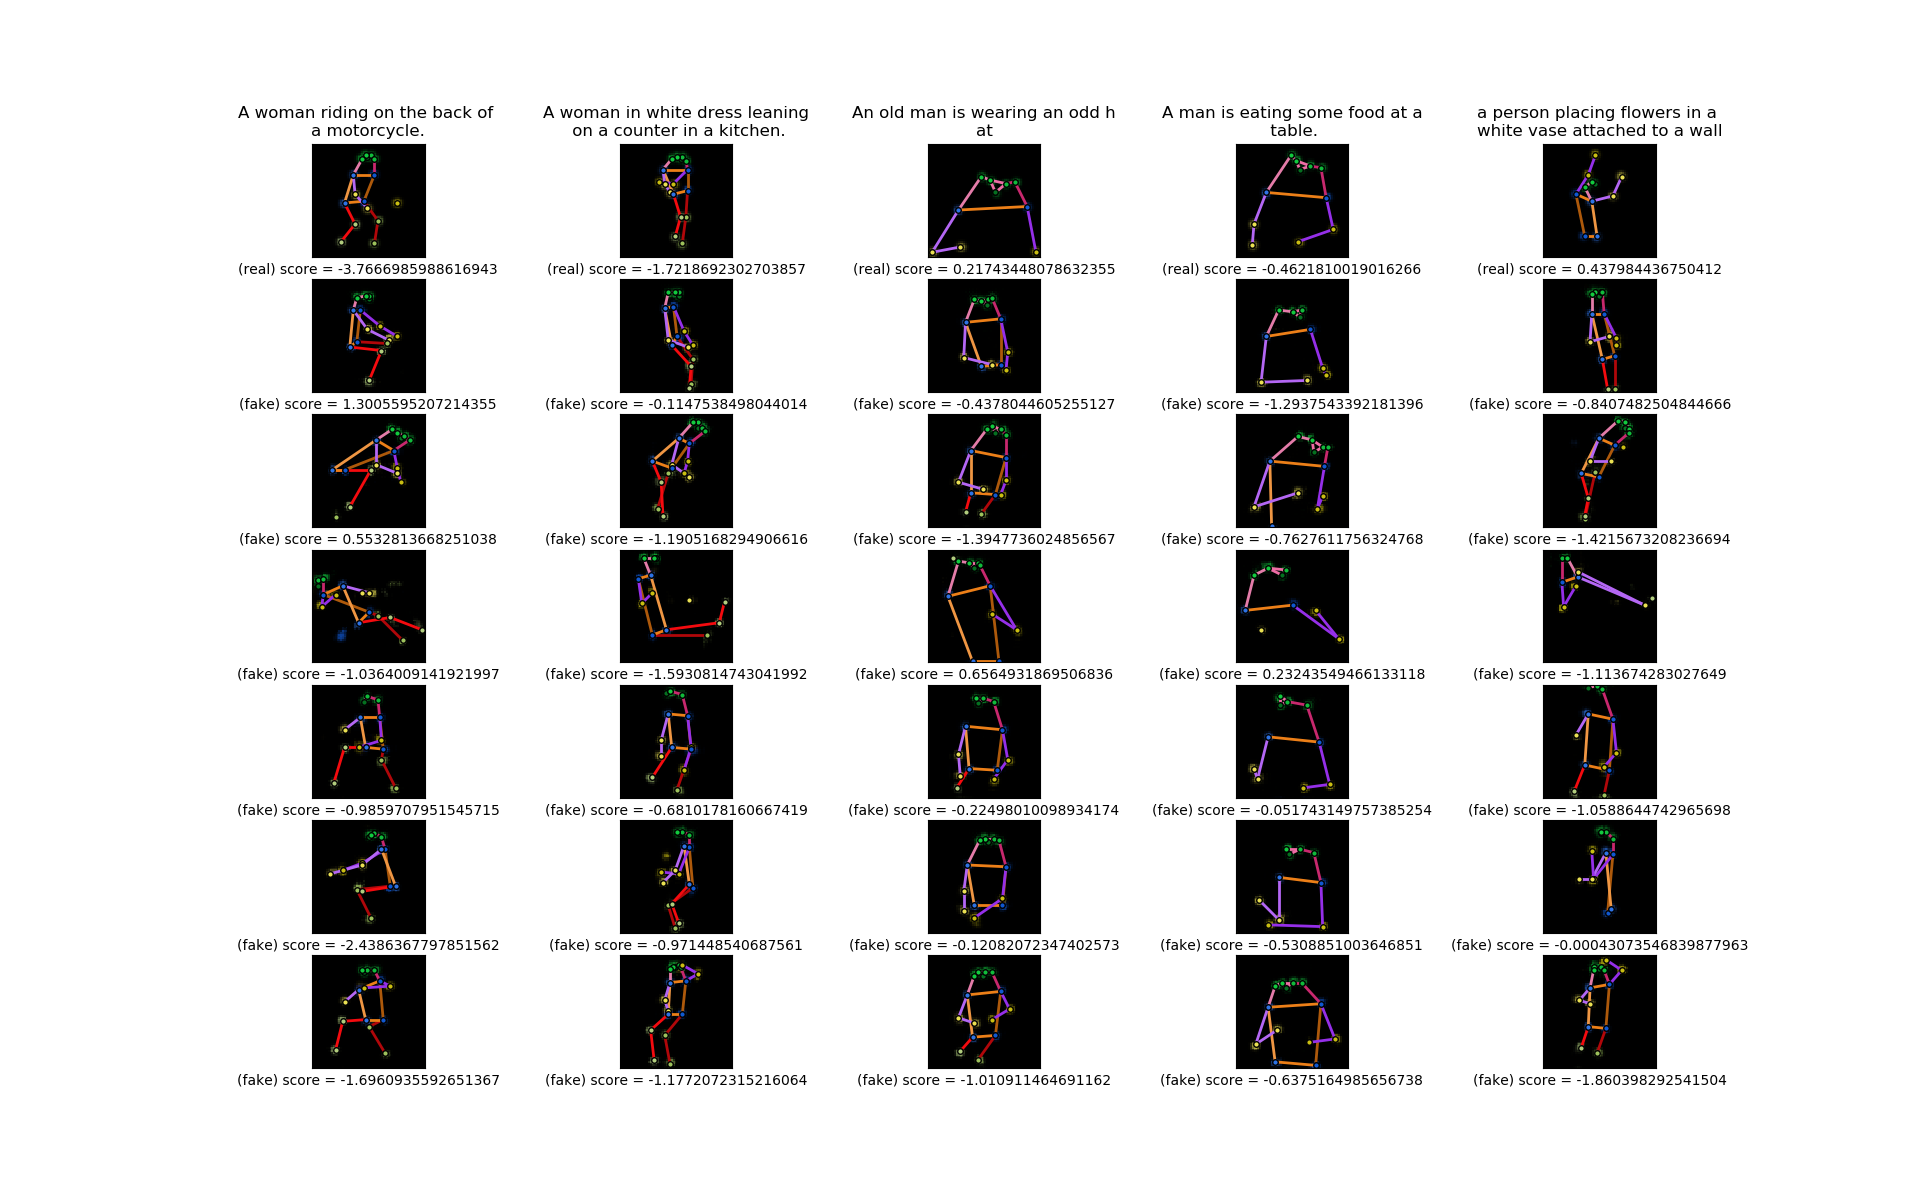 A woman riding on the back of
a motorcycle.
A woman in white dress leaning
on a counter in a kitchen.
An old man is wearing an odd h
at
A man is eating some food at a
table.
a person placing flowers in a
white vase attached to a wall
(real) score = -3.7666985988616943
(real) score = -1.7218692302703857
(real) score = 0.21743448078632355
(real) score = -0.4621810019016266
(real) score = 0.437984436750412
(fake) score = 1.3005595207214355
(fake) score = -0.1147538498044014
(fake) score = -0.4378044605255127
(fake) score = -1.2937543392181396
(fake) score = -0.8407482504844666
(fake) score = 0.5532813668251038
(fake) score = -1.1905168294906616
(fake) score = -1.3947736024856567
(fake) score = -0.7627611756324768
(fake) score = -1.4215673208236694
(fake) score = -1.0364009141921997
(fake) score = -1.5930814743041992
(fake) score = 0.6564931869506836
(fake) score = 0.23243549466133118
(fake) score = -1.113674283027649
(fake) score = -0.9859707951545715
(fake) score = -0.6810178160667419
(fake) score = -0.22498010098934174
(fake) score = -0.051743149757385254
(fake) score = -1.0588644742965698
(fake) score = -2.4386367797851562
(fake) score = -0.971448540687561
(fake) score = -0.12082072347402573
(fake) score = -0.5308851003646851
(fake) score = -0.00043073546839877963
(fake) score = -1.6960935592651367
(fake) score = -1.1772072315216064
(fake) score = -1.010911464691162
(fake) score = -0.6375164985656738
(fake) score = -1.860398292541504